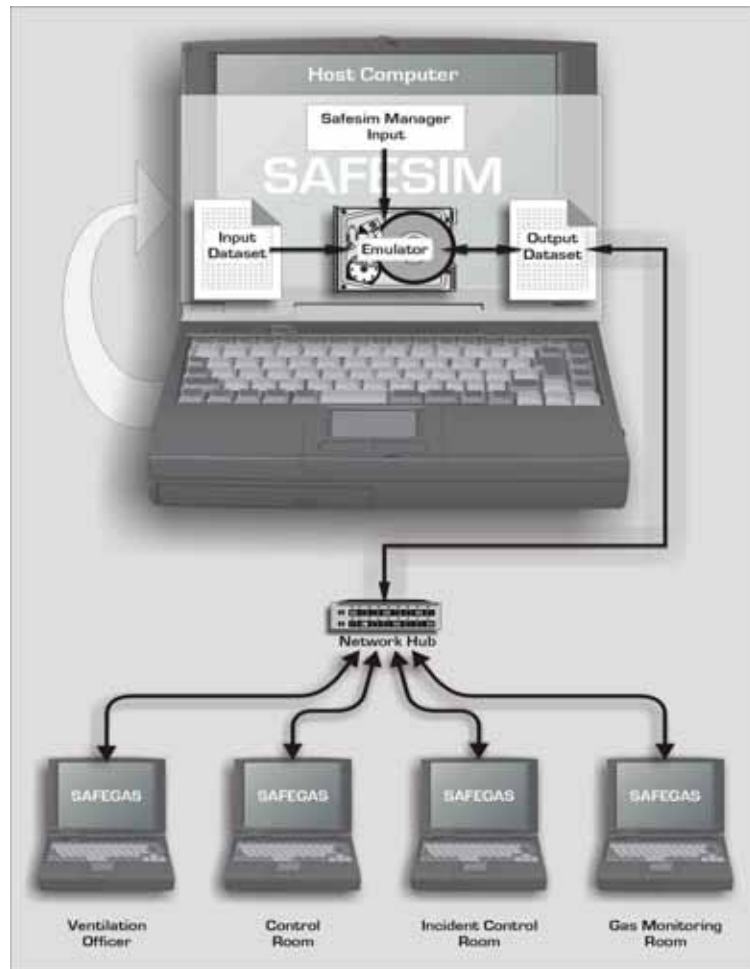 Host Computer
Safesim Manager
Input
SAFESIM
Input
Dataset
Emulator
Output
Dataset
Network Hub
SAFEGAS
SAFEGAS
SAFEGAS
SAFEGAS
Ventilation
Officer
Control
Room
Incident Control
Room
Gas Monitoring
Room